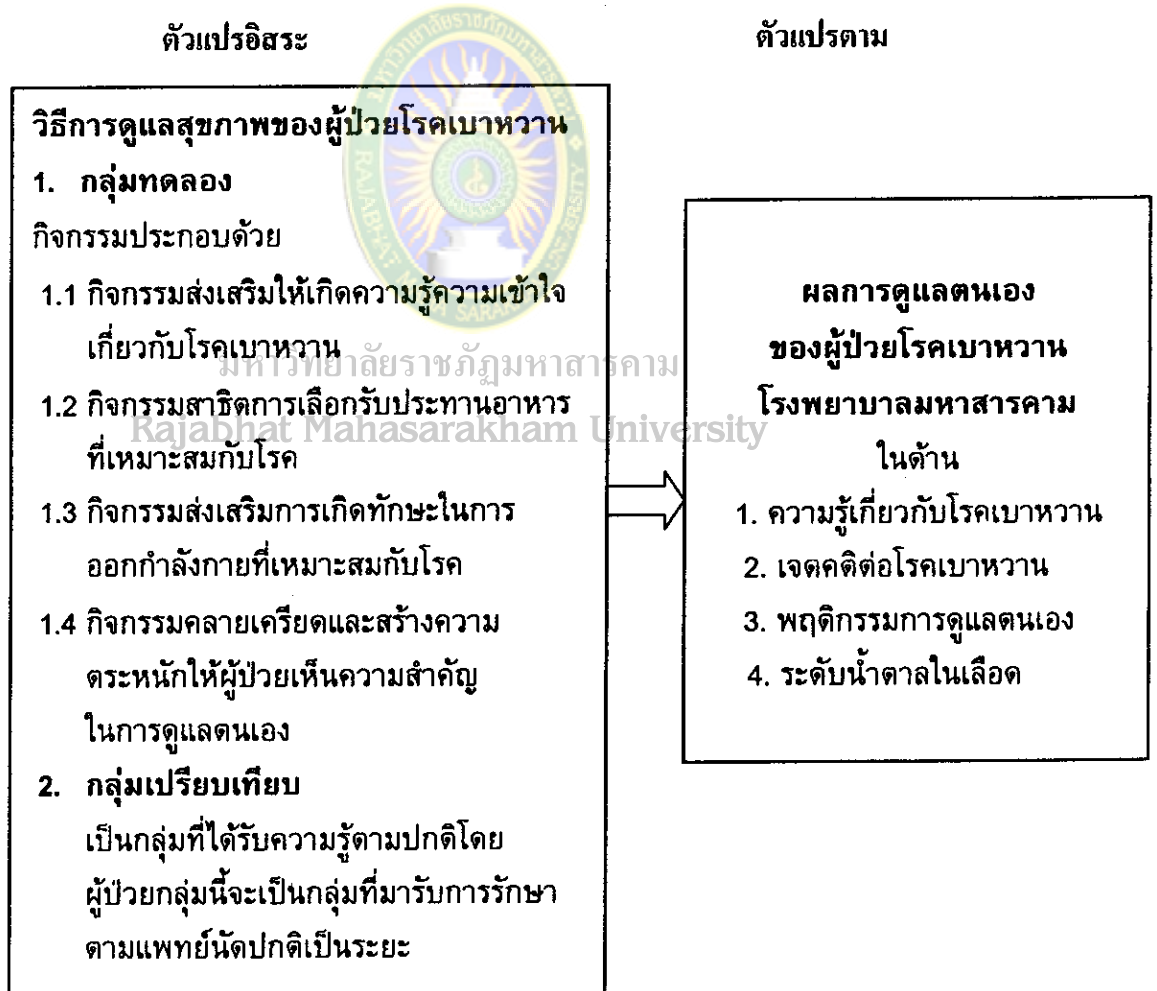 ตัวแปรอิสระ
ตัวแปรตาม
วิธีการดูแลสุขภาพของผู้ป่วยโรคเบาหวาน
1. กลุ่มทดลอง
กิจกรรมประกอบด้วย
1.1 กิจกรรมส่งเสริมให้เกิดความรู้ความเข้าใจ
เกี่ยวกับโรคเบาหวาน
1.2 กิจกรรมสาธิตการเลือกรับประทานอาหาร
ที่เหมาะสมกับโรค
1.3 กิจกรรมส่งเสริมการเกิดทักษะในการ
ออกกำลังกายที่เหมาะสมกับโรค
1.4 กิจกรรมคลายเครียดและสร้างความ
ตระหนักให้ผู้ป่วยเห็นความสำคัญ
ในการดูแลตนเอง
2. กลุ่มเปรียบเทียบ
เป็นกลุ่มที่ได้รับความรู้ตามปกติโดย
ผู้ป่วยกลุ่มนี้จะเป็นกลุ่มที่มารับการรักษา
ตามแพทย์นัดปกติเป็นระยะ
ผลการดูแลตนเอง
ของผู้ป่วยโรคเบาหวาน
โรงพยาบาลมหาสารคาม
ในด้าน
1. ความรู้เกี่ยวกับโรคเบาหวาน
2. เจตคติต่อโรคเบาหวาน
3. พฤติกรรมการดูแลตนเอง
4. ระดับน้ำตาลในเลือด
มหาวิทยาลัยราชภัฏมหาสารคาม
Rajabhat Mahasarakham University